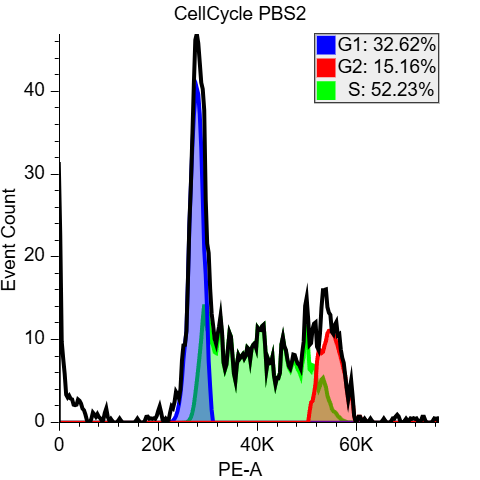 CellCycle PBS2
G1: 32.62%
G2: 15.16%
S: 52.23%
Event Count
40
30
20
10
0
0 20K 40K 60K
PE-A